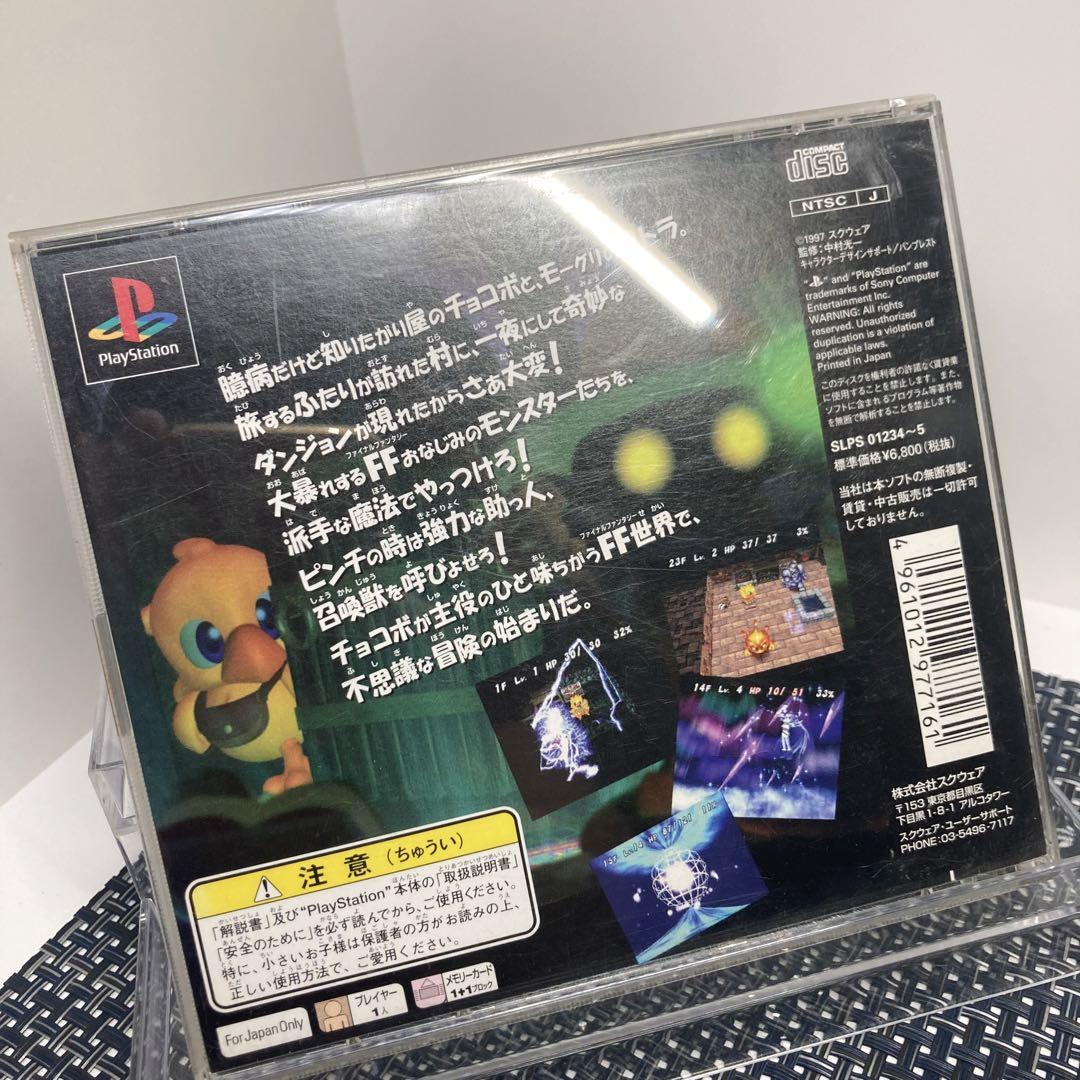 COMPACT
disc
NTSC J
©1997 スクウェア
監修:中村光一
キャラクターデザインサポート/バンプレスト
"PS" and "PlayStation" are
trademarks of Sony Computer
Entertainment Inc.
WARNING: All rights
reserved. Unauthorized
duplication is a violation of
applicable laws.
Printed in Japan
このディスクを権利者の許諾なく賃貸業
に使用することを禁止します。また、
ソフトに含まれるプログラム等著作物
を無断で解析することを禁止します。
SLPS 01234〜5
標準価格¥6,800(税抜)
当社は本ソフトの無断複製・
賃貸・中古販売は一切許可
しておりません。
4 961012 977161
株式会社スクウェア
〒153 東京都目黒区
下目黒1-8-1 アルコタワー
スクウェア・ユーザーサポート
PHONE:03-5496-7117
PlayStation
臆病だけど知りたがり屋のチョコボと、モーグリの トラ。
旅するふたりが訪れた村に、一夜にして奇妙な
ダンジョンが現れたからさぁ大変!
大暴れするFFおなじみのモンスターたちを、
派手な魔法でやっつけろ!
ピンチの時は強力な助っ人、
召喚獣を呼びよせろ!
チョコボが主役のひと味ちがうFF世界で、
不思議な冒険の始まりだ。
23F Lv. 2 HP 37/ 37 3%
1F Lv. 1 HP 30/ 30 32%
14F Lv. 4 HP 10/ 51 33%
15F Lv.14 HP 87/121 11%
注意(ちゅうい)
「解説書」及び"PlayStation"本体の「取扱説明書」
「安全のために」を必ず読んでから、ご使用ください。
特に、小さいお子様は保護者の方がお読みの上、
正しい使用方法で、ご愛用ください。
For Japan Only
プレイヤー
1人
メモリーカード
1+1ブロック